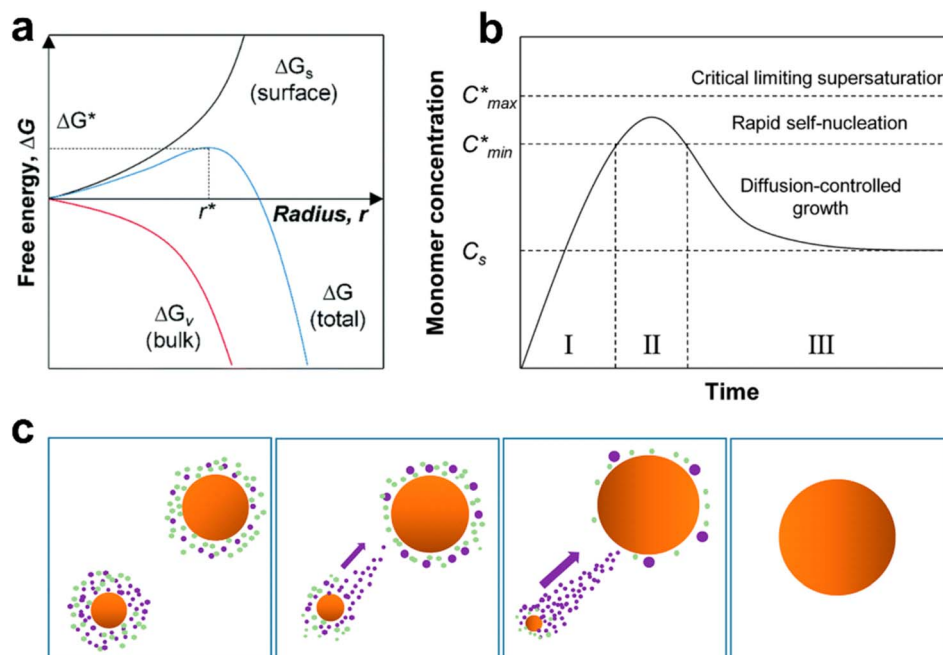 a
Free energy, ΔG
ΔG*
ΔGₛ
(surface)
r*
Radius, r
ΔGᵥ
(bulk)
ΔG
(total)
b
Monomer concentration
C*max
C*min
Cₛ
Critical limiting supersaturation
Rapid self-nucleation
Diffusion-controlled
growth
I
II
III
Time
c